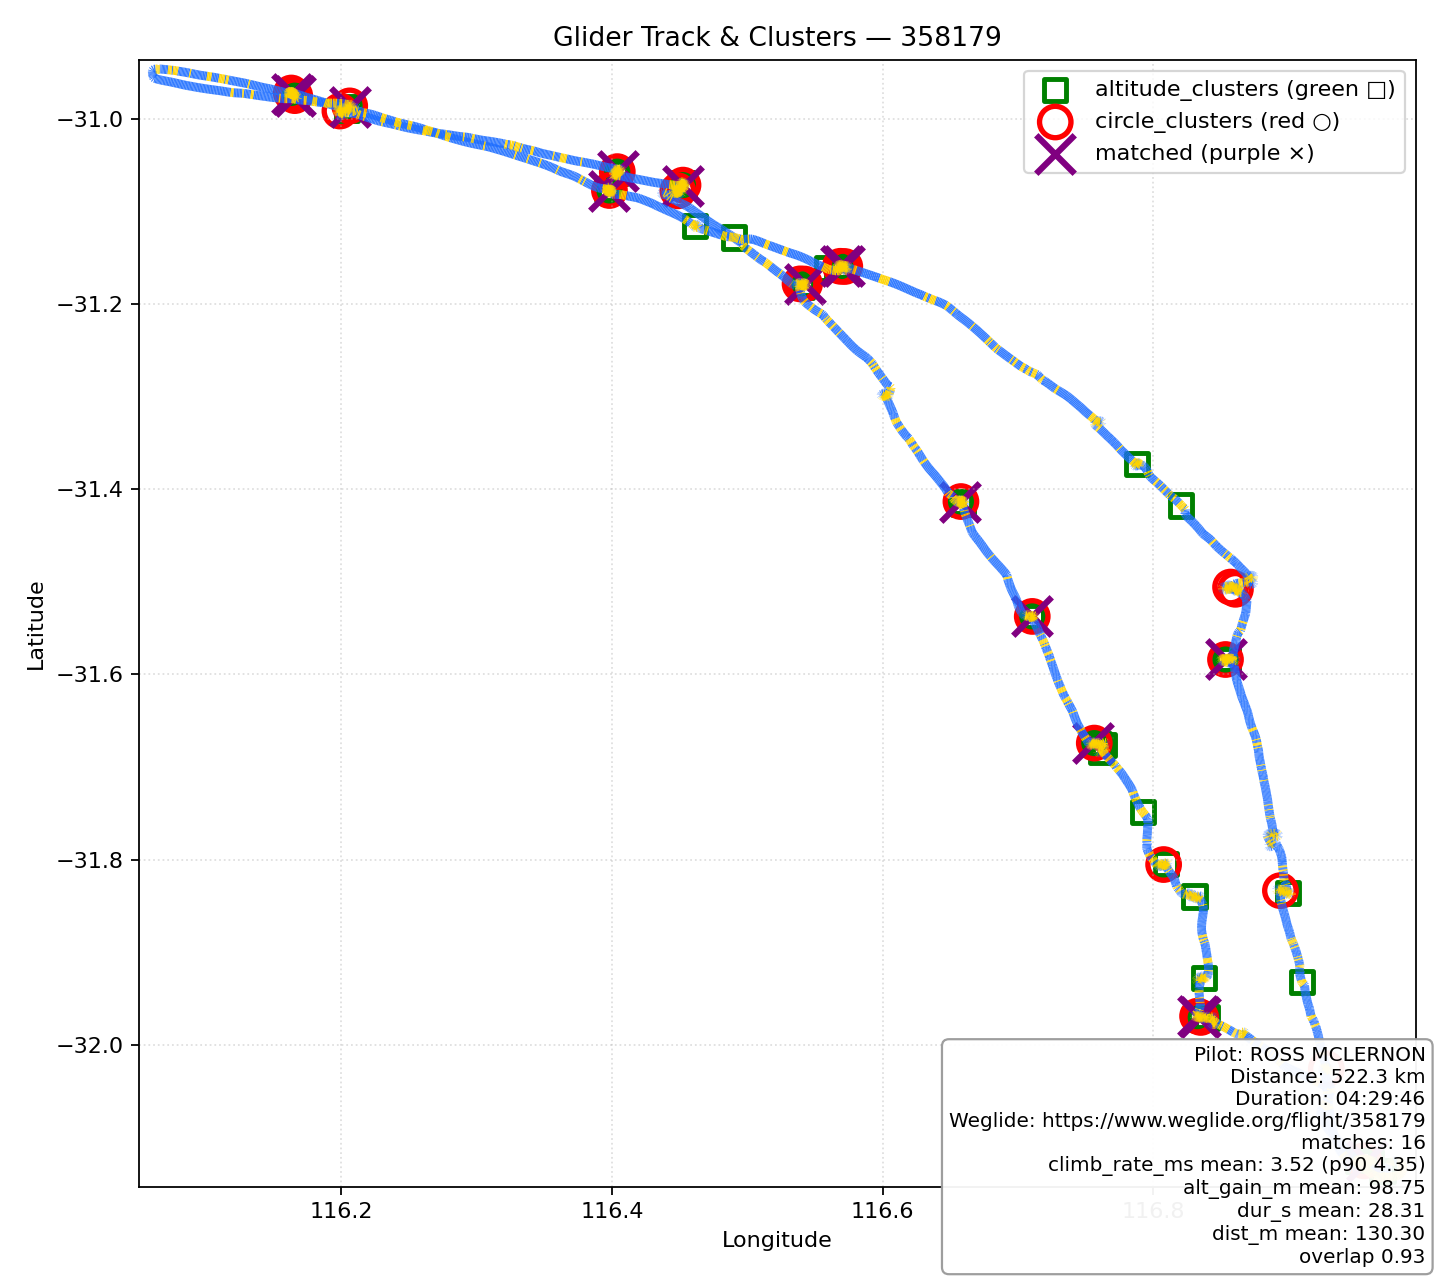 Glider Track & Clusters — 358179
altitude_clusters (green □)
circle_clusters (red ○)
matched (purple ×)
−31.0
−31.2
−31.4
−31.6
−31.8
−32.0
Latitude
116.2
116.4
116.6
116.8
Longitude
Pilot: ROSS MCLERNON
Distance: 522.3 km
Duration: 04:29:46
Weglide: https://www.weglide.org/flight/358179
matches: 16
climb_rate_ms mean: 3.52 (p90 4.35)
alt_gain_m mean: 98.75
dur_s mean: 28.31
dist_m mean: 130.30
overlap 0.93